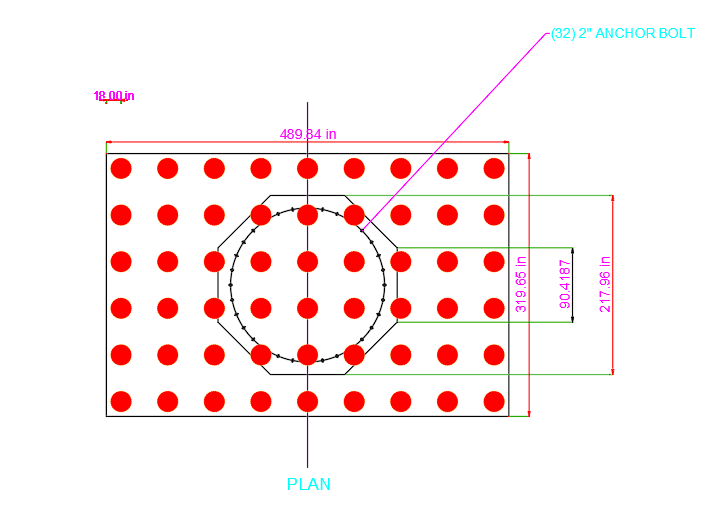 (32) 2" ANCHOR BOLT
18.00 in
489.84 in
319.65 in
90.4187
217.96 in
PLAN